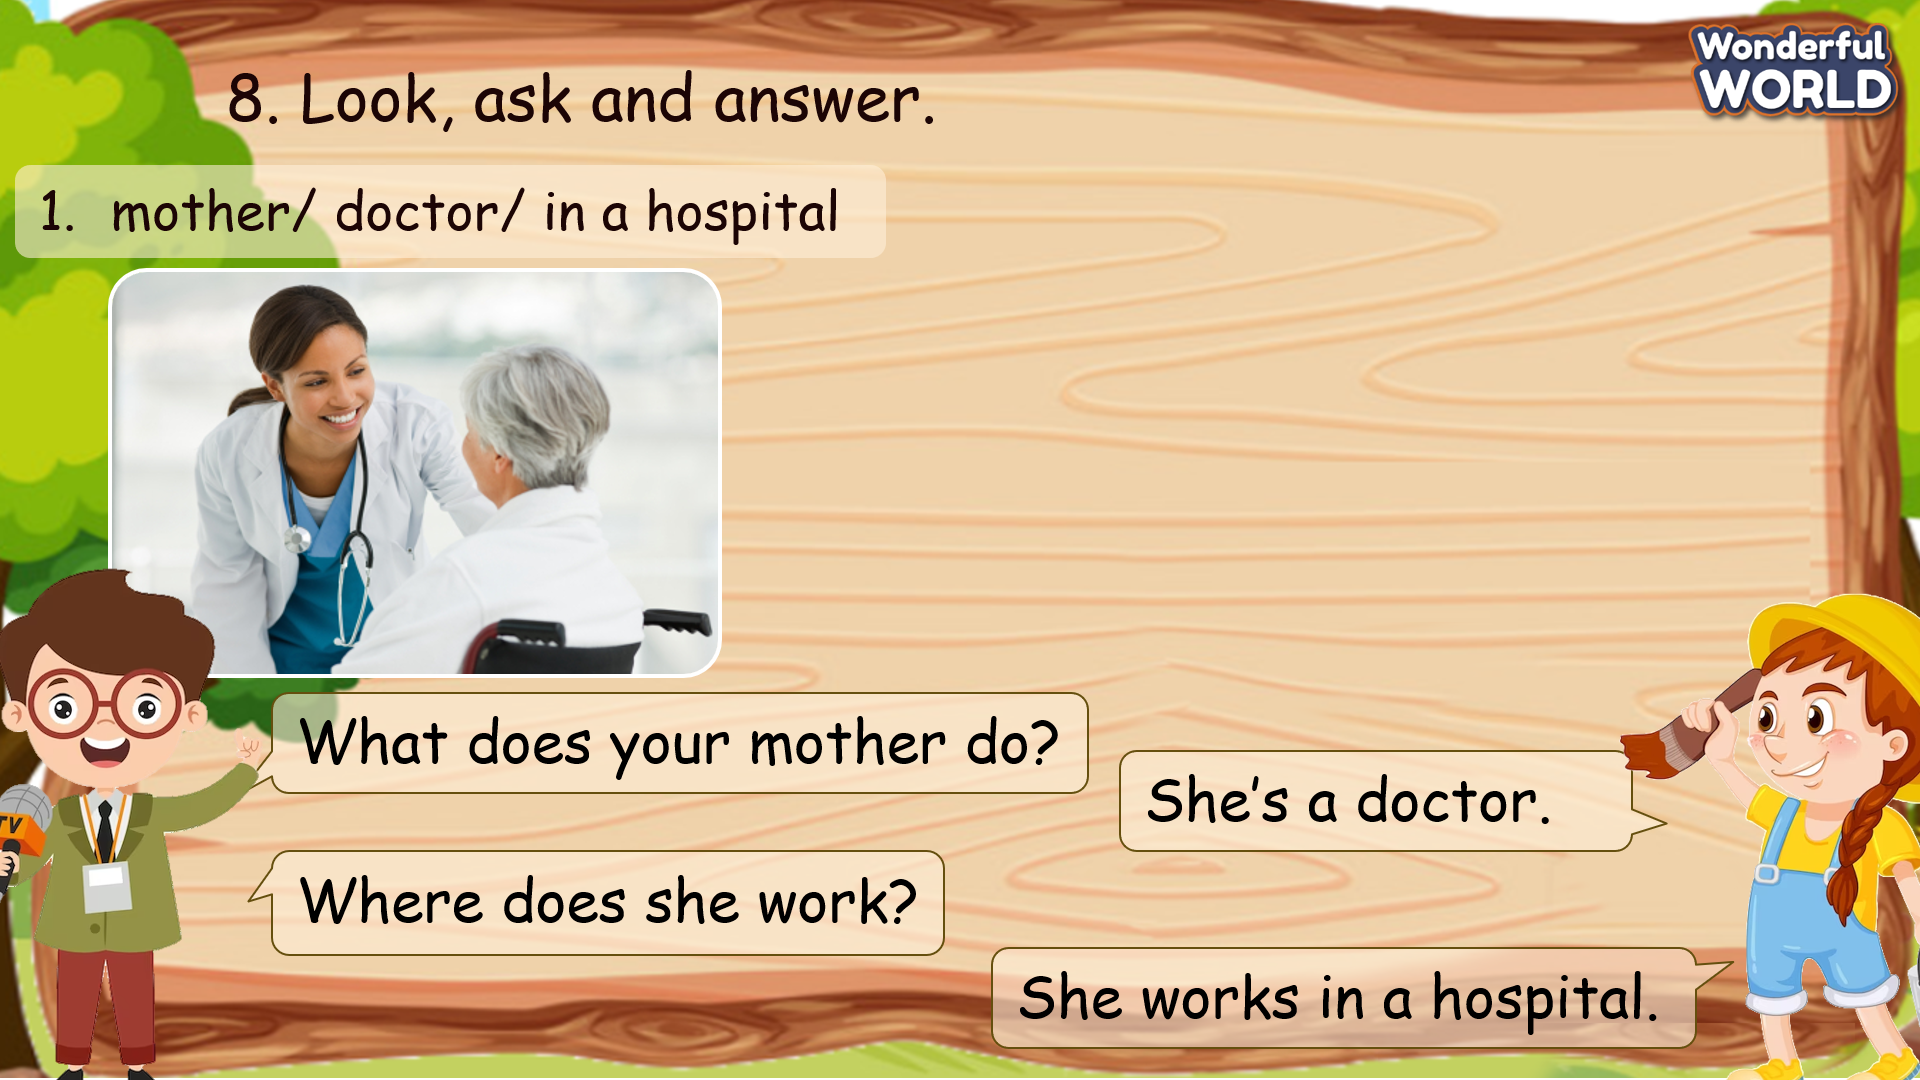 Wonderful
WORLD
8. Look, ask and answer.
1. mother/ doctor/ in a hospital
What does your mother do?
She’s a doctor.
TV
Where does she work?
She works in a hospital.